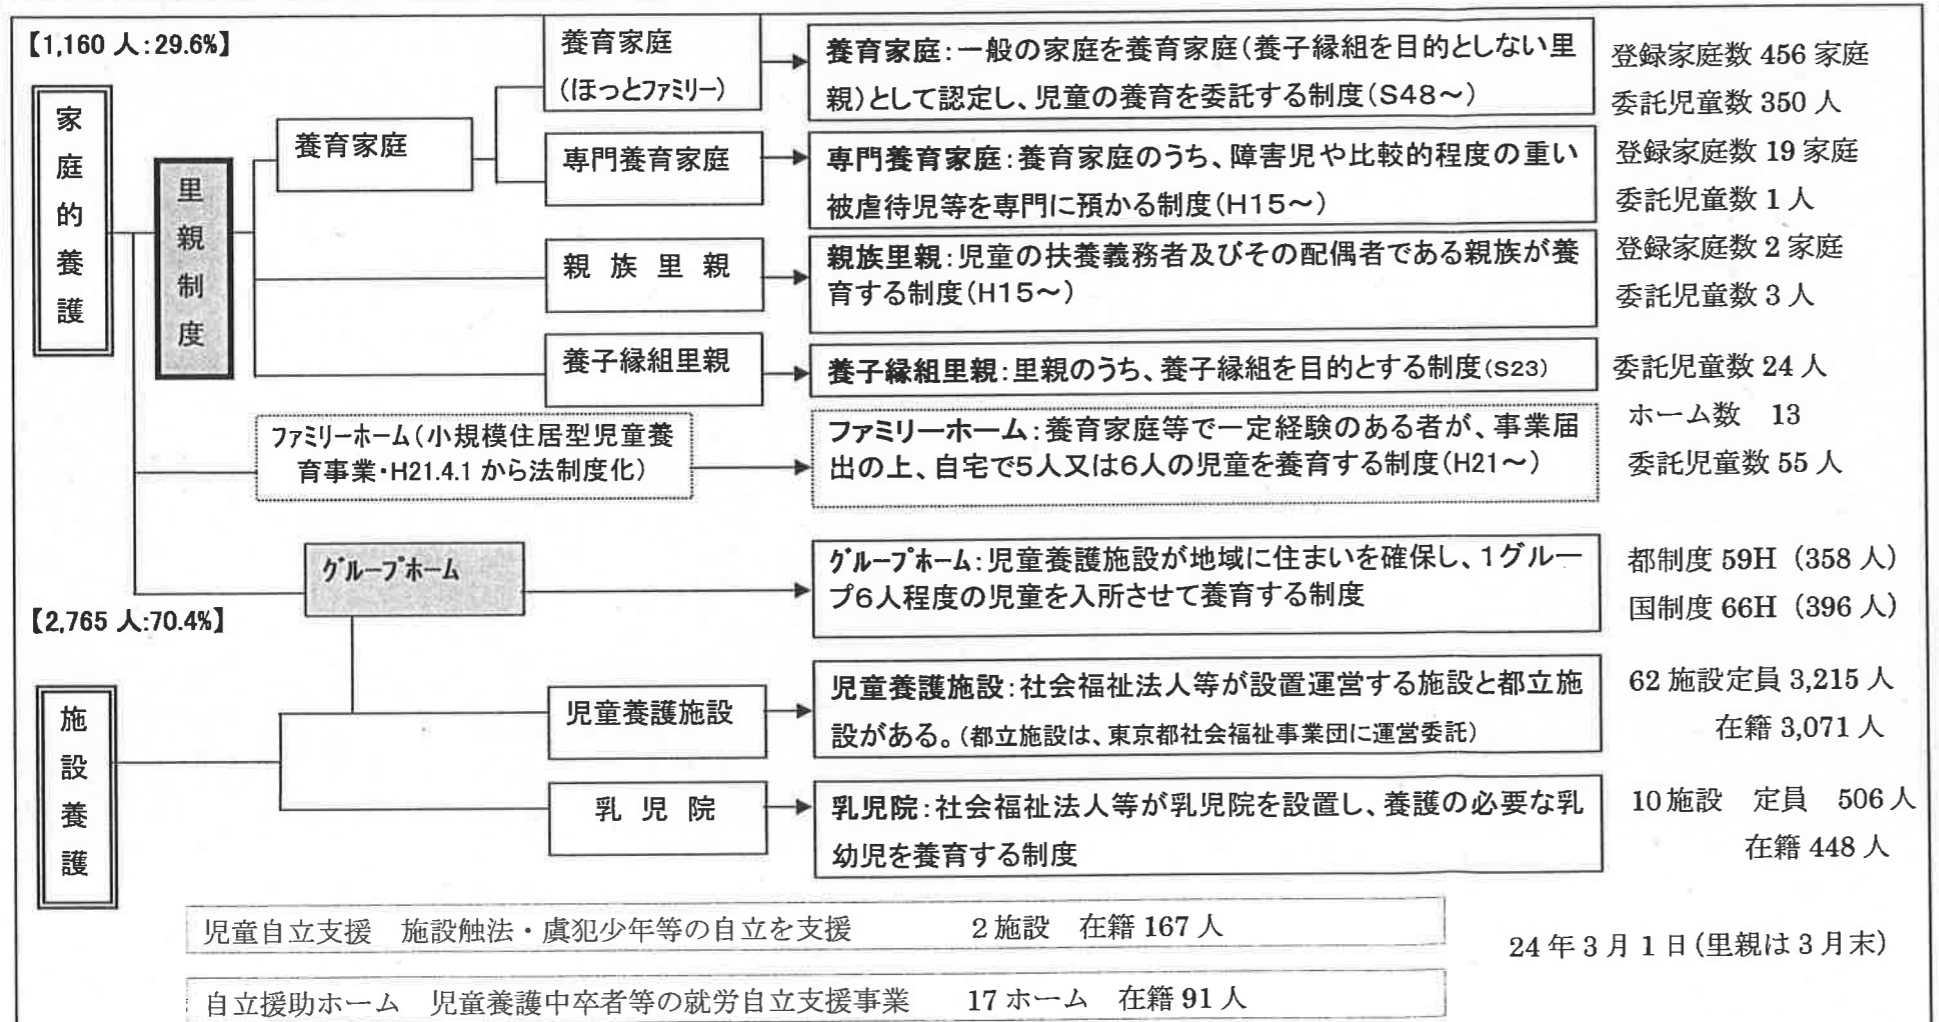 【1,160 人:29.6%】
家庭的養護
里親制度
養育家庭
養育家庭
(ほっとファミリー)
養育家庭:一般の家庭を養育家庭(養子縁組を目的としない里
親)として認定し、児童の養育を委託する制度(S48~)
登録家庭数 456 家庭
委託児童数 350 人
専門養育家庭
専門養育家庭:養育家庭のうち、障害児や比較的程度の重い
被虐待児等を専門に預かる制度(H15~)
登録家庭数 19 家庭
委託児童数 1 人
親 族 里 親
親族里親:児童の扶養義務者及びその配偶者である親族が養
育する制度(H15~)
登録家庭数 2 家庭
委託児童数 3 人
養子縁組里親
養子縁組里親:里親のうち、養子縁組を目的とする制度(S23)
委託児童数 24 人
ファミリーホーム(小規模住居型児童養
育事業・H21.4.1 から法制度化)
ファミリーホーム:養育家庭等で一定経験のある者が、事業届
出の上、自宅で5人又は6人の児童を養育する制度(H21~)
ホーム数 13
委託児童数 55 人
グループホーム
グループホーム:児童養護施設が地域に住まいを確保し、1グルー
プ6人程度の児童を入所させて養育する制度
都制度 59H (358 人)
国制度 66H (396 人)
【2,765 人:70.4%】
施設養護
児童養護施設
児童養護施設:社会福祉法人等が設置運営する施設と都立施
設がある。(都立施設は、東京都社会福祉事業団に運営委託)
62 施設定員 3,215 人
在籍 3,071 人
乳 児 院
乳児院:社会福祉法人等が乳児院を設置し、養護の必要な乳
幼児を養育する制度
10施設 定員 506人
在籍 448 人
児童自立支援 施設触法・虞犯少年等の自立を支援 2施設 在籍 167 人
24 年 3 月 1 日(里親は 3 月末)
自立援助ホーム 児童養護中卒者等の就労自立支援事業 17 ホーム 在籍 91 人